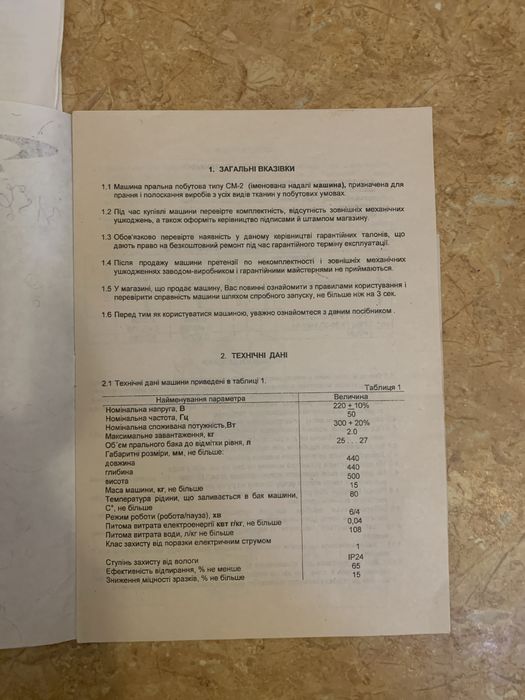 1. ЗАГАЛЬНІ ВКАЗІВКИ
1.1 Машина пральна побутова типу СМ-2 (іменована надалі машина), призначена для
прання і полоскання виробів з усіх видів тканин у побутових умовах.
1.2 Під час купівлі машини перевірте комплектність, відсутність зовнішніх механічних
ушкоджень, а також оформіть керівництво підписами й штампом магазину.
1.3 Обов'язково перевірте наявність у даному керівництві гарантійних талонів, що
дають право на безкоштовний ремонт під час гарантійного терміну експлуатації.
1.4 Після продажу машини претензії по некомплектності і зовнішніх механічних
ушкодженнях заводом-виробником і гарантійними майстернями не приймаються.
1.5 У магазині, що продає машину, Вас повинні ознайомити з правилами користування і
перевірити справність машини шляхом спробного запуску, не більше ніж на 3 сек.
1.6 Перед тим як користуватися машиною, уважно ознайомтеся з даним посібником .
2. ТЕХНІЧНІ ДАНІ
2.1 Технічні дані машини приведені в таблиці 1.
Таблиця 1
Найменування параметра Величина
Номінальна напруга, В 220 ± 10%
Номінальна частота, Гц 50
Номінальна споживана потужність,Вт 300 + 20%
Максимально завантаження, кг 2.0
Об'єм прального бака до відмітки рівня, л 25 . . . 27
Габаритні розміри, мм, не більше:
довжина 440
глибина 440
висота 500
Маса машини, кг, не більше 15
Температура рідини, що заливається в бак машини, 80
С°, не більше
Режим роботи (робота/пауза), хв 6/4
Питома витрата електроенергії квт г/кг, не більше 0,04
Питома витрата води, л/кг не більше 108
Клас захисту від поразки електричним струмом
1
Ступінь захисту від вологи IP24
Ефективність відпирання, % не менше 65
Зниження міцності зразків, % не більше 15